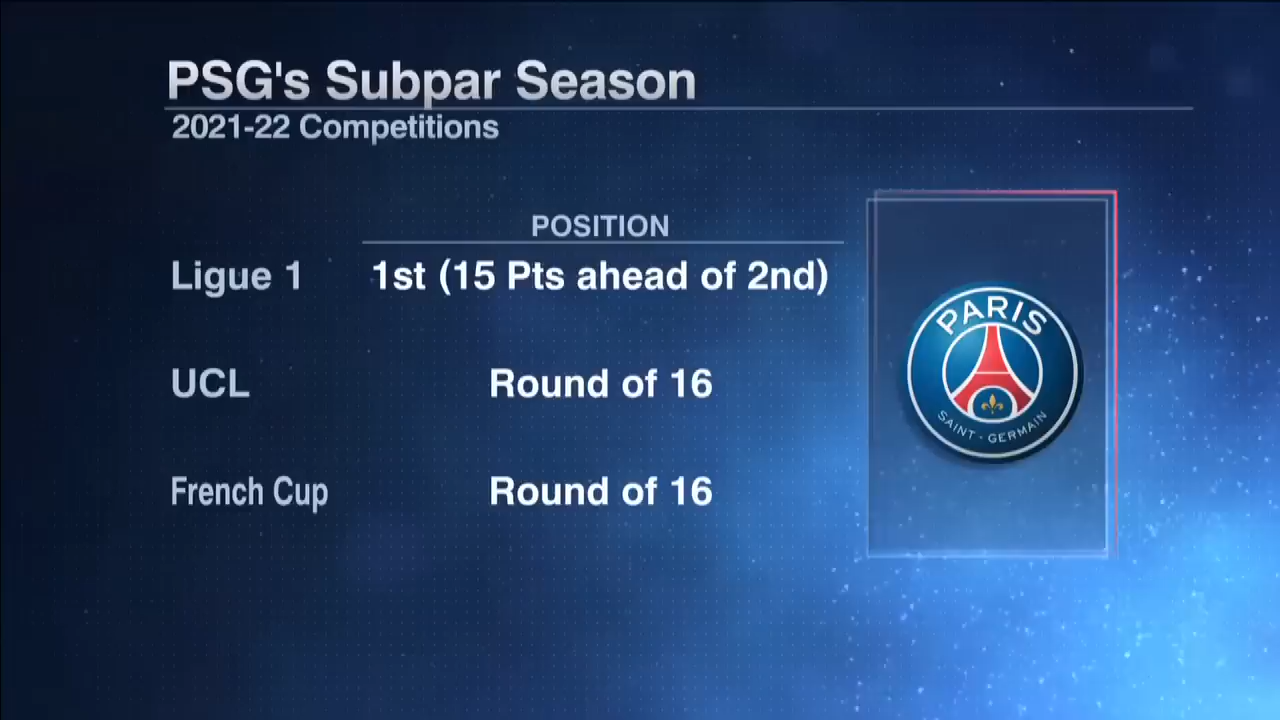 PSG's Subpar Season
2021-22 Competitions
POSITION
Ligue 1 1st (15 Pts ahead of 2nd)
UCL Round of 16
French Cup Round of 16
PARIS
SAINT-GERMAIN